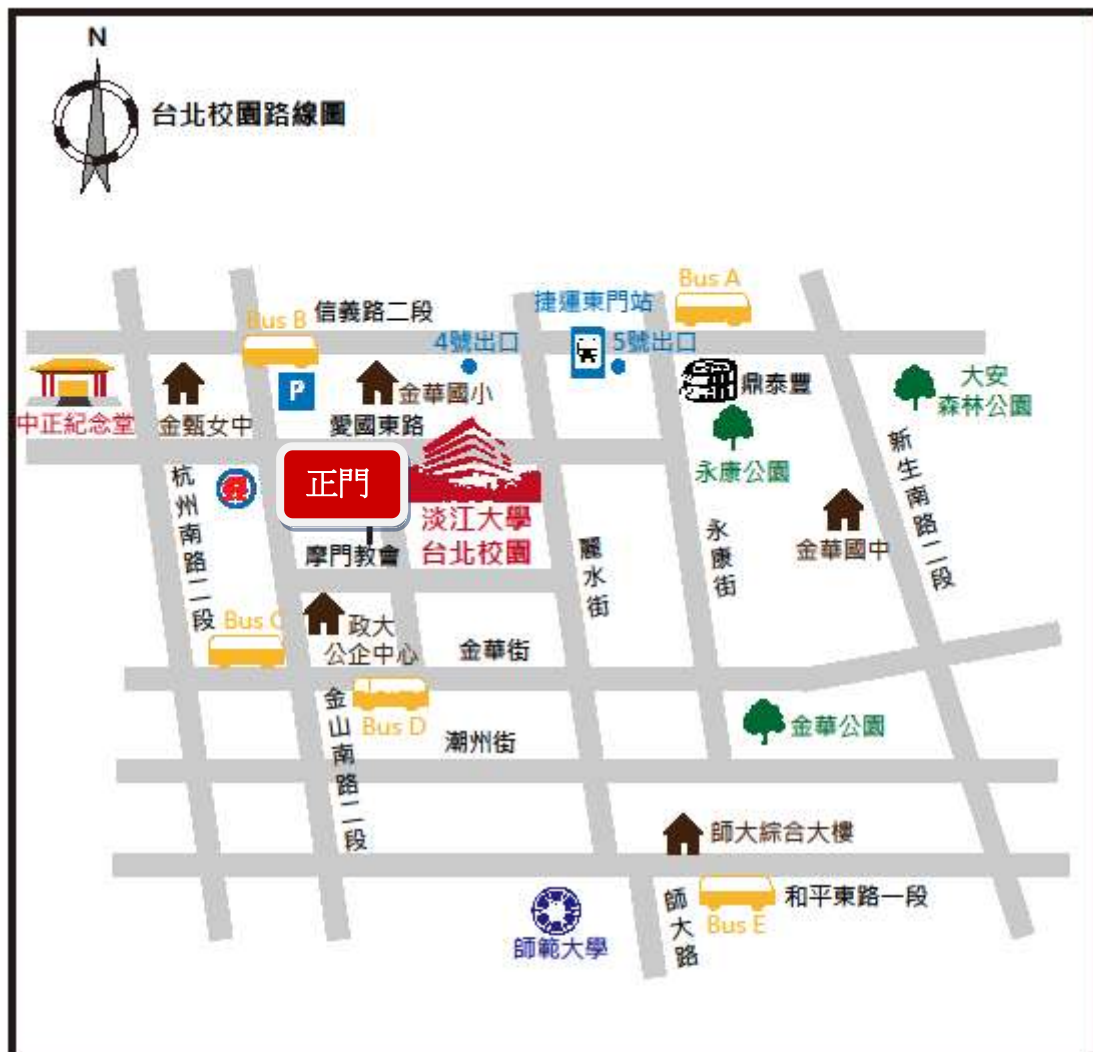 N
台北校園路線圖
Bus A
捷運東門站
信義路二段
Bus B
4號出口
5號出口
P
金華國小
鼎泰豐
大安
森林公園
中正紀念堂
金甌女中
愛國東路
永康公園
正門
杭州南路二段
新生南路二段
淡江大學
台北校園
麗水街
永康街
金華國中
摩門教會
Bus C
政大
公企中心
金華街
金山南路二段
Bus D
潮州街
金華公園
師大綜合大樓
師大路
Bus E
和平東路一段
師範大學